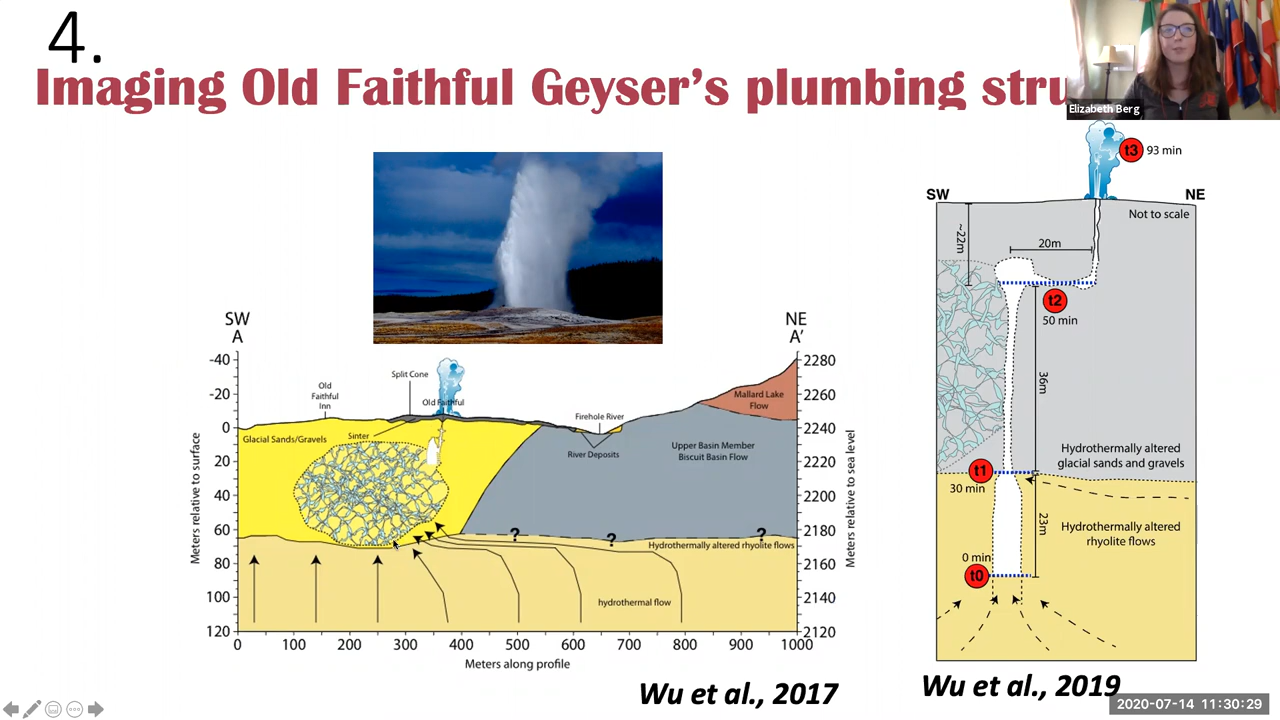 4.
Imaging Old Faithful Geyser's plumbing stru
Elizabeth Berg
t3 93 min
SW
NE
Not to scale
~22m
20m
t2
50 min
36m
Hydrothermally altered
glacial sands and gravels
t1
30 min
23m
Hydrothermally altered
rhyolite flows
0 min
t0
SW
A
NE
A'
-40
-20
0
20
40
60
80
100
120
Meters relative to surface
2280
2260
2240
2220
2200
2180
2160
2140
2120
Meters relative to sea level
Old
Faithful
Inn
Split Cone
Old Faithful
Sinter
Glacial Sands/Gravels
Firehole River
River Deposits
Mallard Lake
Flow
Upper Basin Member
Biscuit Basin Flow
? ? ?
Hydrothermally altered rhyolite flows
hydrothermal flow
0 100 200 300 400 500 600 700 800 900 1000
Meters along profile
Wu et al., 2017
Wu et al., 2019
2020-07-14 11:30:29